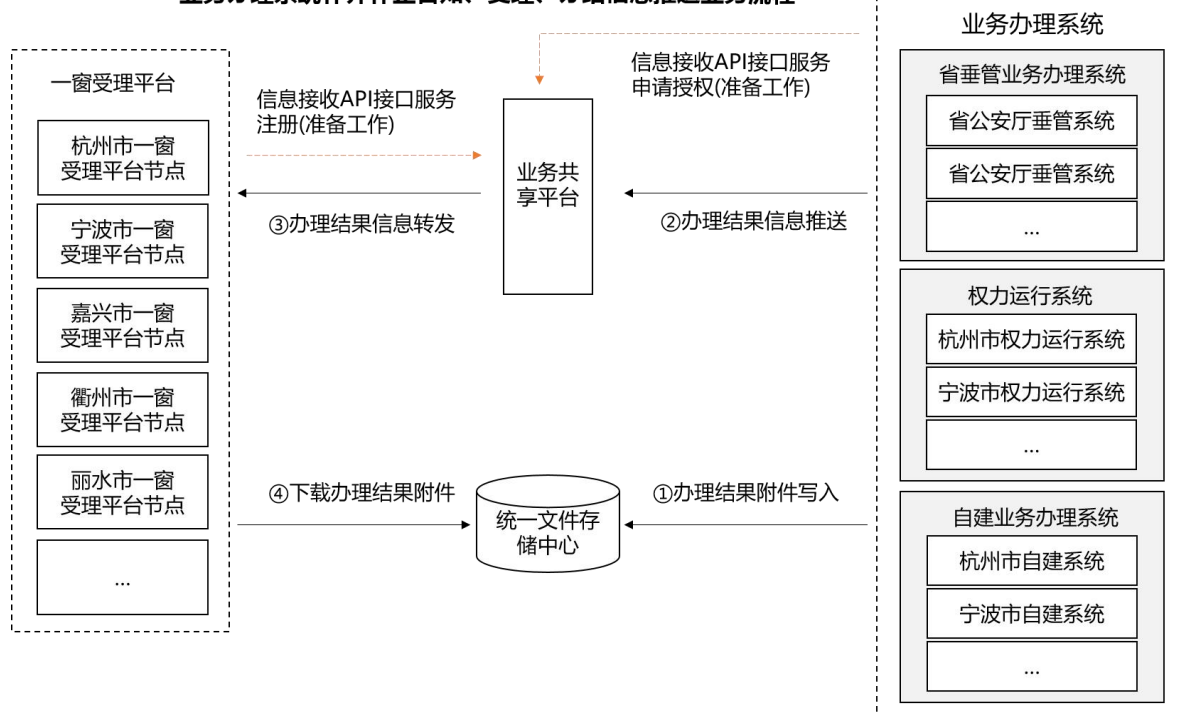 一窗受理平台
杭州市一窗
受理平台节点
宁波市一窗
受理平台节点
嘉兴市一窗
受理平台节点
衢州市一窗
受理平台节点
丽水市一窗
受理平台节点
...
信息接收API接口服务
注册(准备工作)
③办理结果信息转发
④下载办理结果附件
业务共
享平台
统一文件存
储中心
信息接收API接口服务
申请授权(准备工作)
②办理结果信息推送
①办理结果附件写入
业务办理系统
省垂管业务办理系统
省公安厅垂管系统
省公安厅垂管系统
...
权力运行系统
杭州市权力运行系统
宁波市权力运行系统
...
自建业务办理系统
杭州市自建系统
宁波市自建系统
...